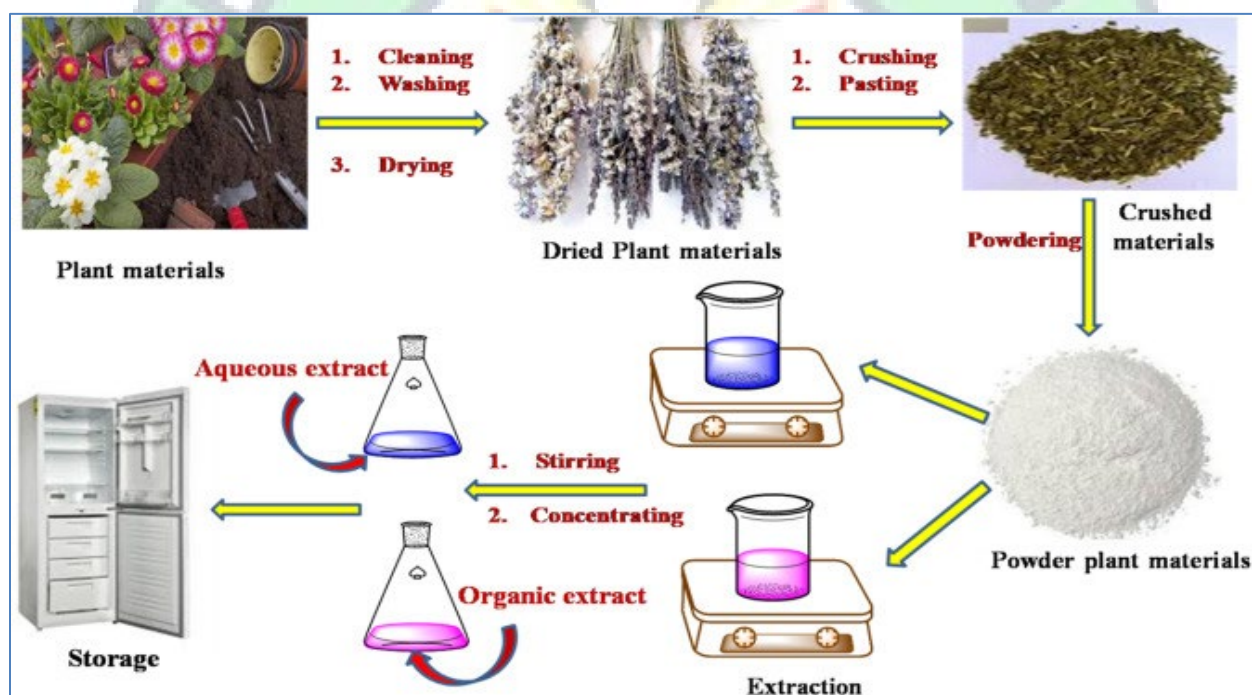 1. Cleaning
2. Washing
3. Drying
1. Crushing
2. Pasting
Plant materials
Dried Plant materials
Crushed
materials
Powdering
Aqueous extract
1. Stirring
2. Concentrating
Powder plant materials
Organic extract
Storage
Extraction